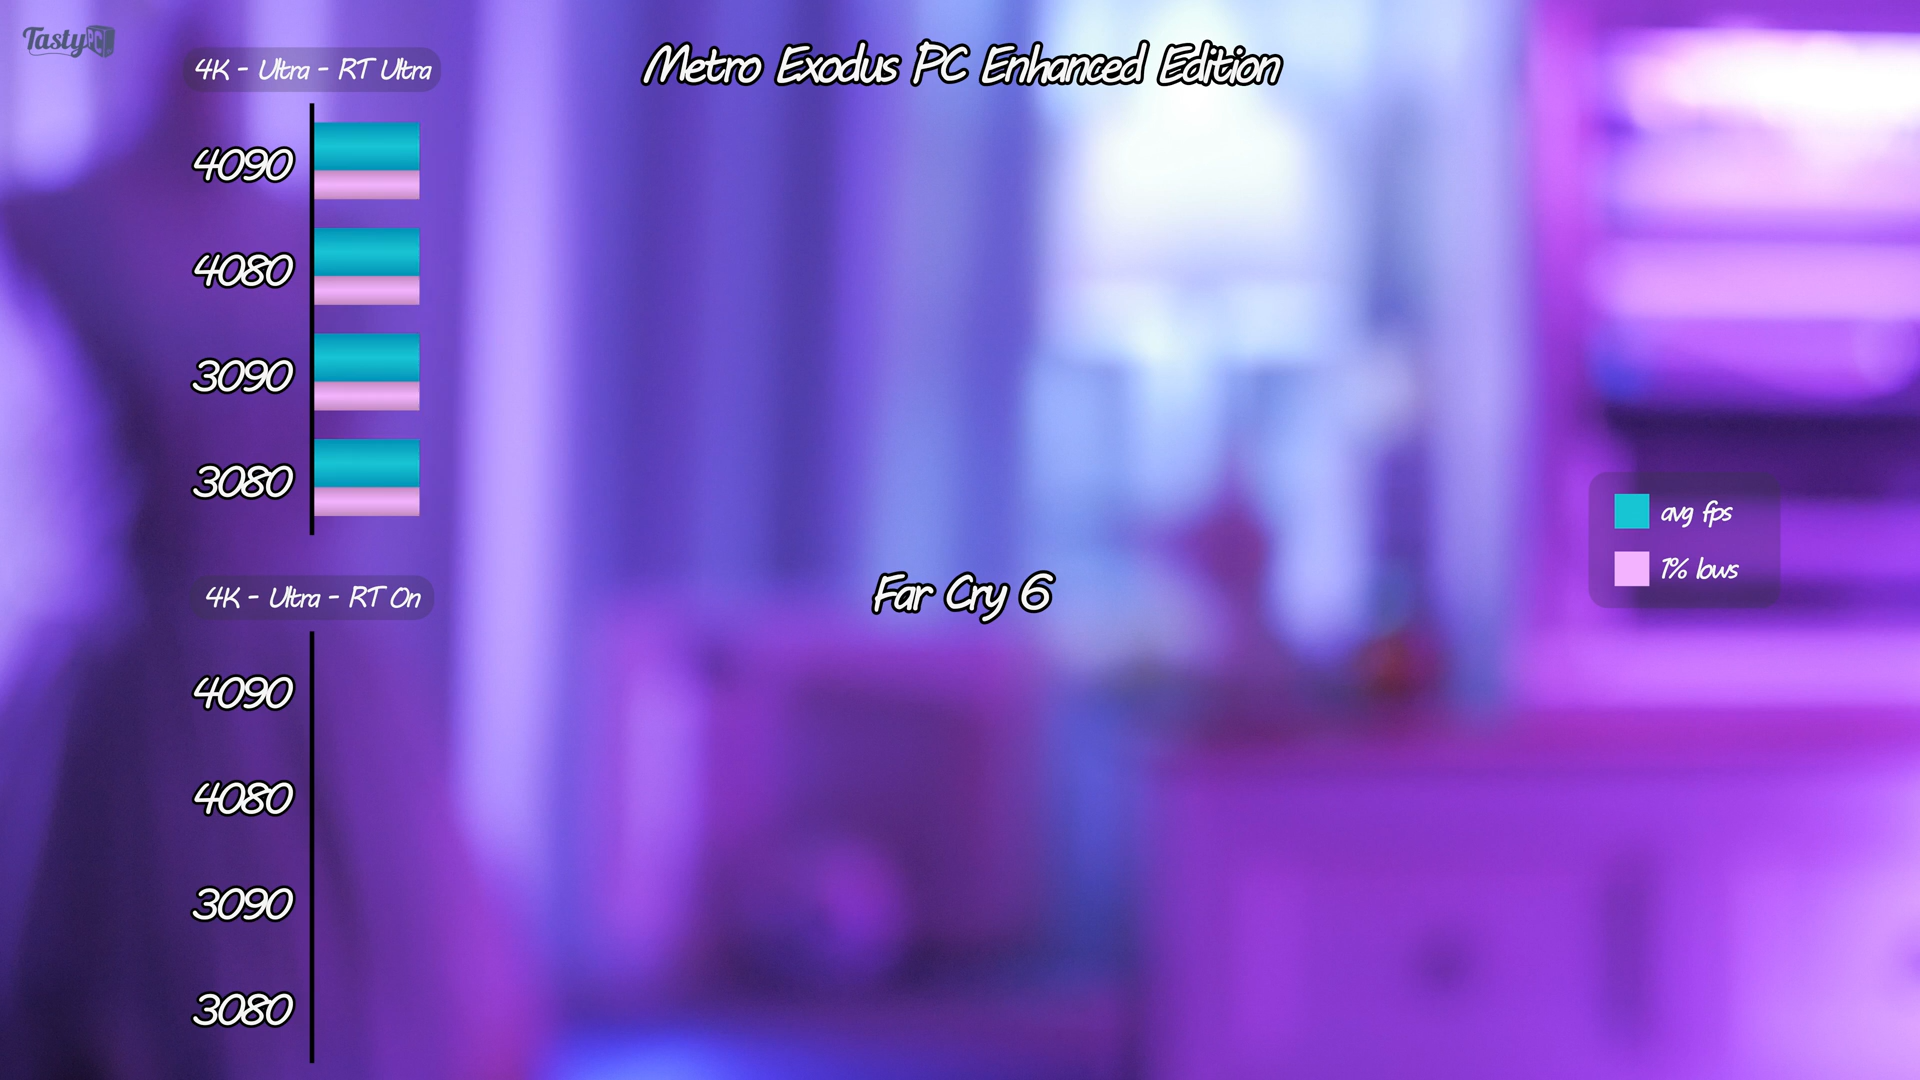 TastyPC
4K - Ultra - RT Ultra
Metro Exodus PC Enhanced Edition
4090
4080
3090
3080
avg fps
1% lows
4K - Ultra - RT On
Far Cry 6
4090
4080
3090
3080